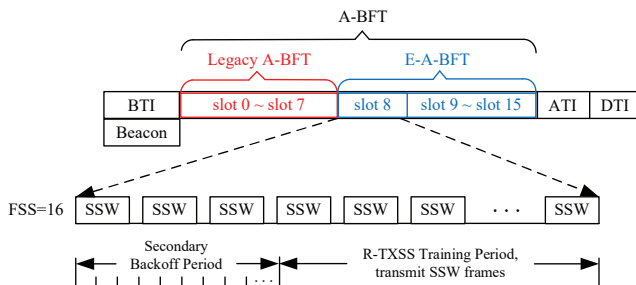 A-BFT
Legacy A-BFT E-A-BFT
BTI slot 0 ~ slot 7 slot 8 slot 9 ~ slot 15 ATI DTI
Beacon
FSS=16 SSW SSW SSW SSW SSW SSW · · · SSW
Secondary
Backoff Period
R-TXSS Training Period,
transmit SSW frames
···